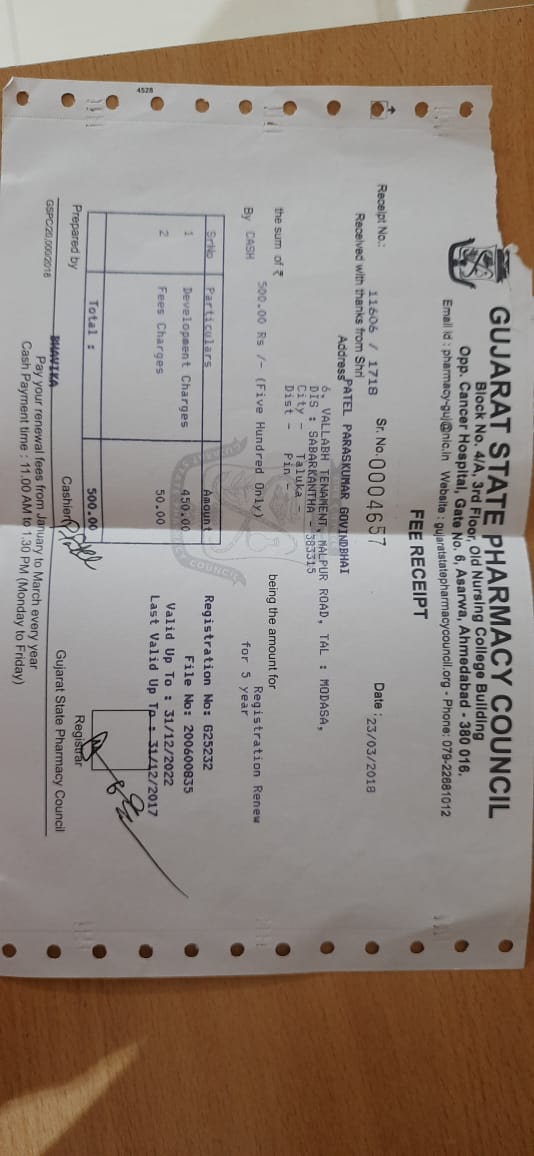 GUJARAT STATE PHARMACY COUNCIL
Block No. 4/A, 3rd Floor, Old Nursing College Building
Opp. Cancer Hospital, Gate No. 6, Asarwa, Ahmedabad - 380 016.
Email Id : pharmacy-guj@nic.in Website : gujaratstatepharmacycouncil.org - Phone: 079-22681012
FEE RECEIPT
Receipt No.: 11606 / 1718 Sr. No. 0004657 Date : 23/03/2018
Received with thanks from Shri PATEL PARASKUMAR GOVINDBHAI
Address 6, VALLABH TENAMENT, MALPUR ROAD, TAL : MODASA,
DIS : SABARKANTHA - 383315
City - Taluka -
Dist - Pin -
the sum of ₹ 500.00 Rs /- (Five Hundred Only) being the amount for Registration Renew
By CASH for 5 year
SrNo Particulars Amount
1 Development Charges 450.00
2 Fees Charges 50.00
Total : 500.00
Registration No: G25232
File No: 200600835
Valid Up To : 31/12/2022
Last Valid Up To : 31/12/2017
Prepared by Cashier Registrar
BHAVIKA Gujarat State Pharmacy Council
GSPC/20,000/2018
Pay your renewal fees from January to March every year
Cash Payment time : 11.00 AM to 1.30 PM (Monday to Friday)
4528